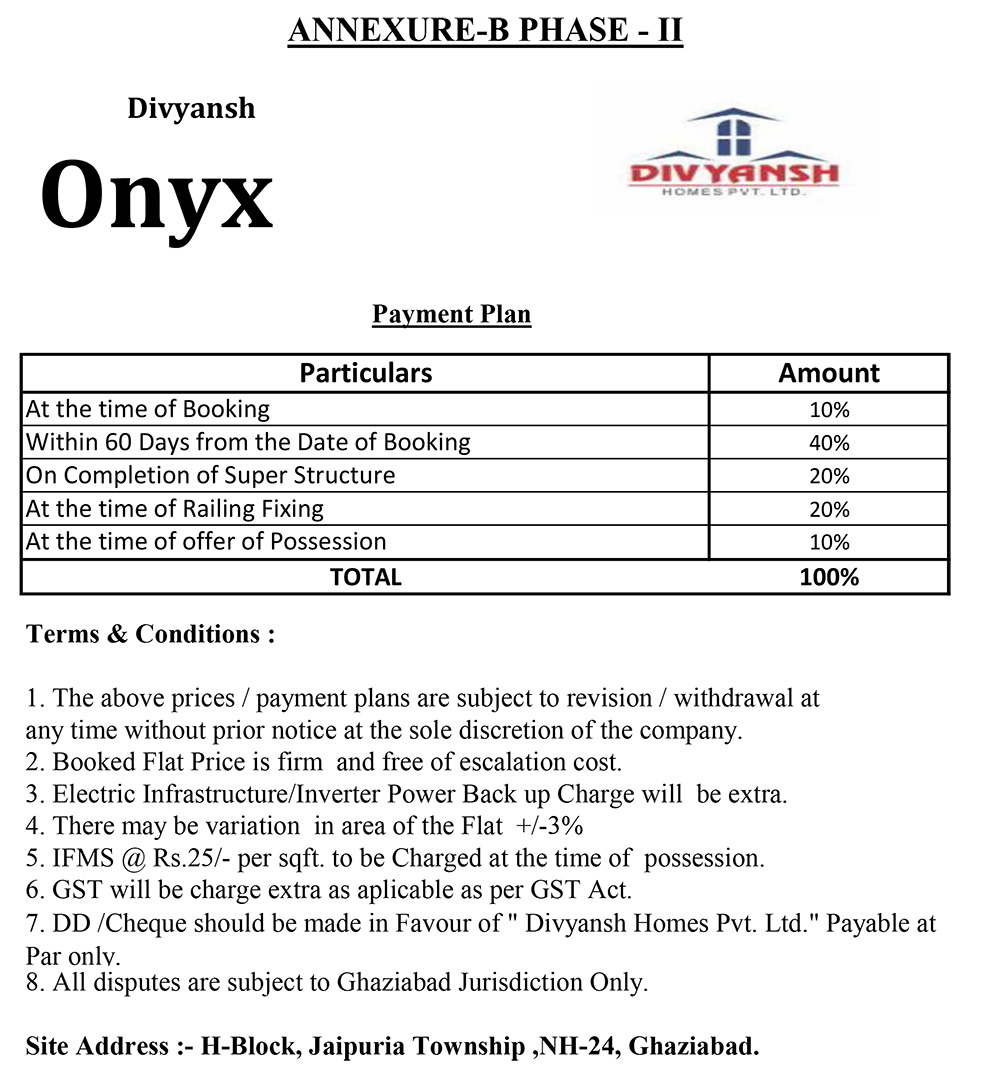 ANNEXURE-B PHASE - II
Divyansh
Onyx
DIVYANSH
HOMES PVT. LTD.
Payment Plan
Particulars Amount
At the time of Booking 10%
Within 60 Days from the Date of Booking 40%
On Completion of Super Structure 20%
At the time of Railing Fixing 20%
At the time of offer of Possession 10%
TOTAL 100%
Terms & Conditions :
1. The above prices / payment plans are subject to revision / withdrawal at
any time without prior notice at the sole discretion of the company.
2. Booked Flat Price is firm and free of escalation cost.
3. Electric Infrastructure/Inverter Power Back up Charge will be extra.
4. There may be variation in area of the Flat +/-3%
5. IFMS @ Rs.25/- per sqft. to be Charged at the time of possession.
6. GST will be charge extra as aplicable as per GST Act.
7. DD /Cheque should be made in Favour of " Divyansh Homes Pvt. Ltd." Payable at
Par only.
8. All disputes are subject to Ghaziabad Jurisdiction Only.
Site Address :- H-Block, Jaipuria Township ,NH-24, Ghaziabad.